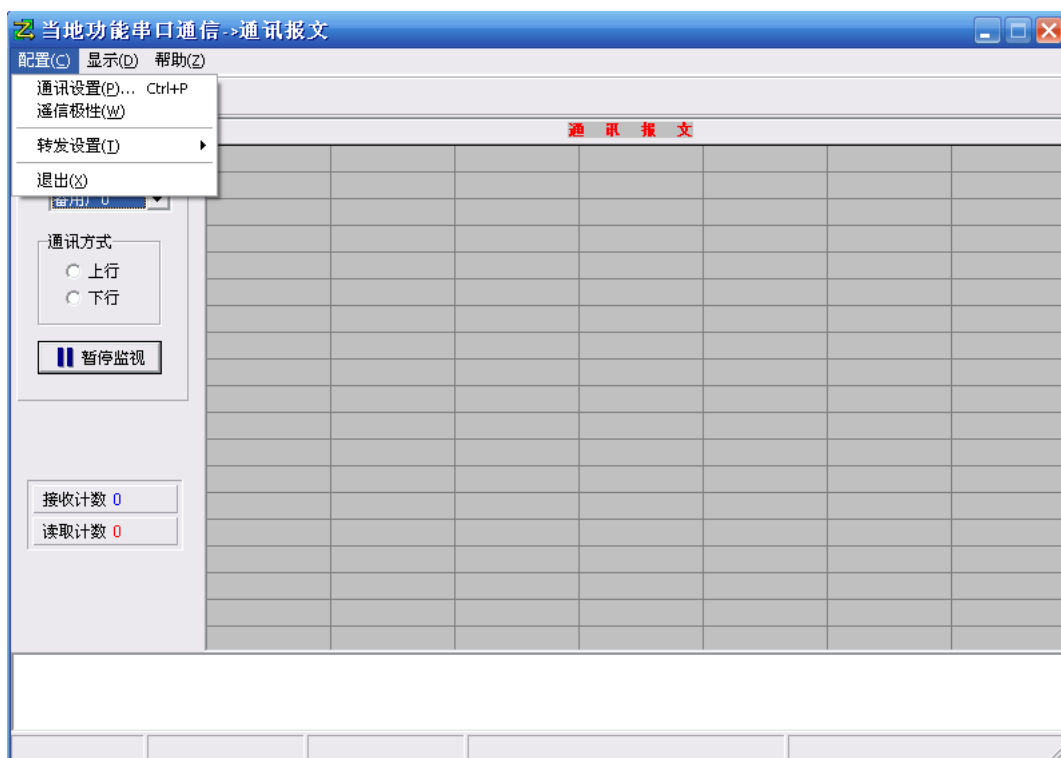 当地功能串口通信->通讯报文
配置(C) 显示(D) 帮助(Z)
通讯设置(P)... Ctrl+P
遥信极性(W)
转发设置(T)
退出(X)
通 讯 报 文
备用) 0
通讯方式
上行
下行
暂停监视
接收计数 0
读取计数 0